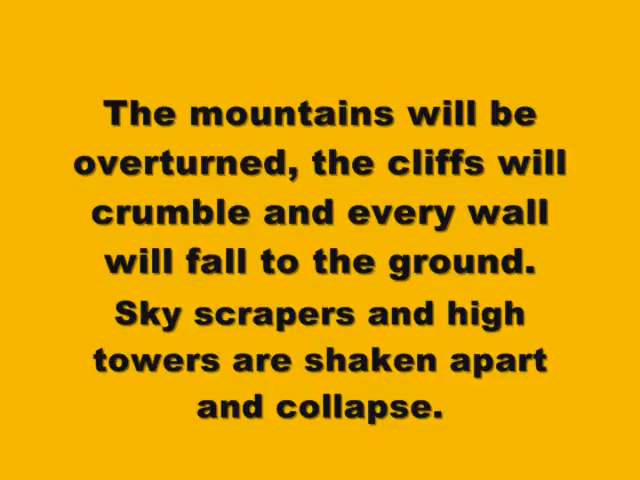 The mountains will be
overturned, the cliffs will
crumble and every wall
will fall to the ground.
Sky scrapers and high
towers are shaken apart
and collapse.